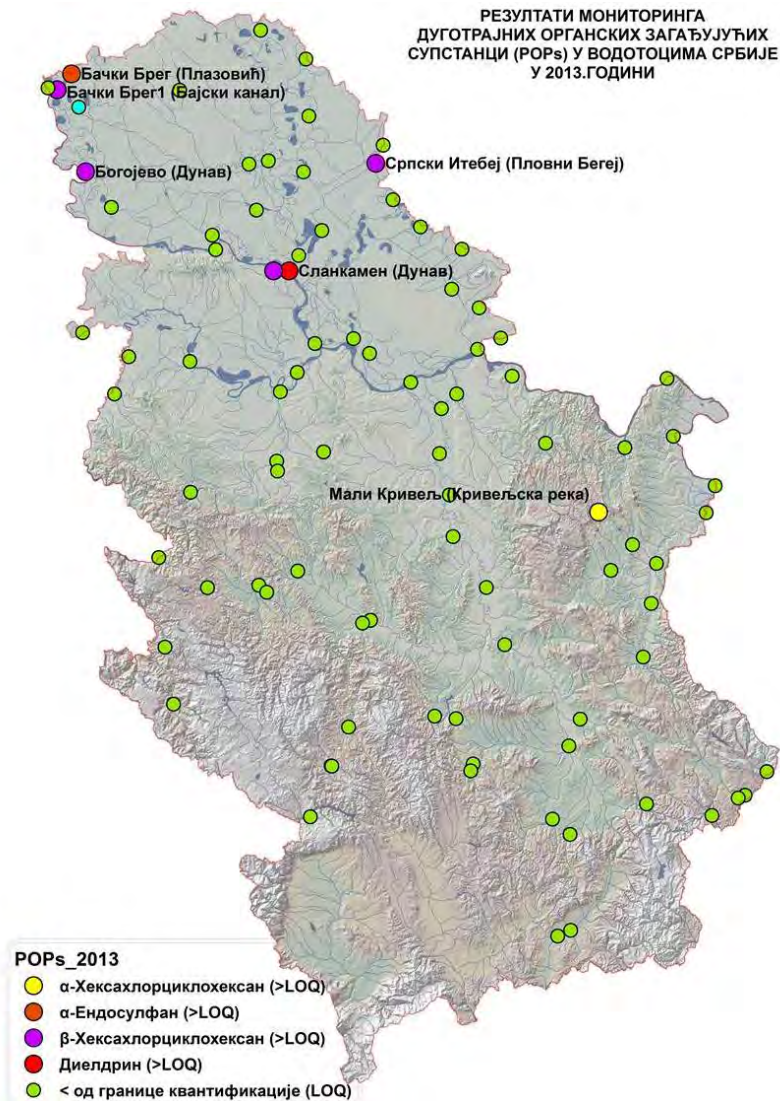 РЕЗУЛТАТИ МОНИТОРИНГА
ДУГОТРАЈНИХ ОРГАНСКИХ ЗАГАЂУЈУЋИХ
СУПСТАНЦИ (POPs) У ВОДОТОЦИМА СРБИЈЕ
У 2013.ГОДИНИ
Бачки Брег (Плазовић)
Бачки Брег1 (Бајски канал)
Српски Итебеј (Пловни Бегеј)
Богојево (Дунав)
Сланкамен (Дунав)
Мали Кривељ (Кривељска река)
POPs_2013
α-Хексахлорциклохексан (>LOQ)
α-Ендосулфан (>LOQ)
β-Хексахлорциклохексан (>LOQ)
Диелдрин (>LOQ)
< од границе квантификације (LOQ)